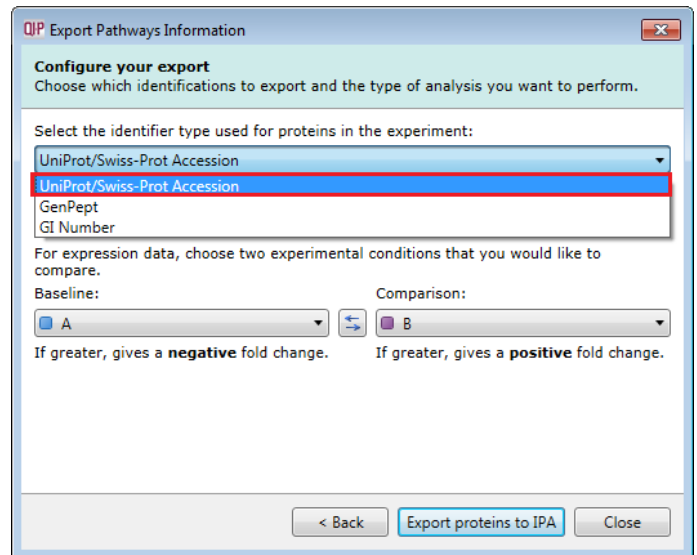 QIP Export Pathways Information
Configure your export
Choose which identifications to export and the type of analysis you want to perform.
Select the identifier type used for proteins in the experiment:
UniProt/Swiss-Prot Accession
UniProt/Swiss-Prot Accession
GenPept
GI Number
For expression data, choose two experimental conditions that you would like to
compare.
Baseline: Comparison:
A B
If greater, gives a negative fold change. If greater, gives a positive fold change.
< Back Export proteins to IPA Close